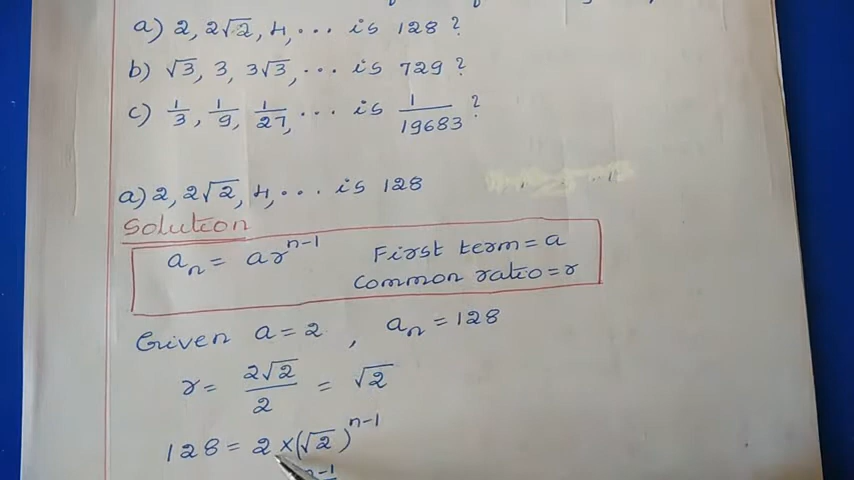 a) 2, 2√2, 4, ... is 128 ?
b) √3, 3, 3√3, ... is 729 ?
c) 1/3, 1/9, 1/27, ... is 1/19683 ?
a) 2, 2√2, 4, ... is 128
Solution
aₙ = arⁿ⁻¹ First term = a
Common ratio = r
Given a = 2 , aₙ = 128
r = 2√2/2 = √2
128 = 2 × (√2)ⁿ⁻¹
n-1